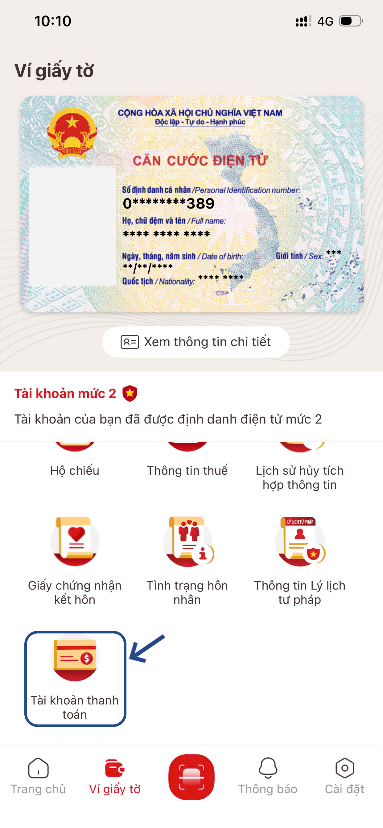 10:10
4G
Ví giấy tờ
CỘNG HÒA XÃ HỘI CHỦ NGHĨA VIỆT NAM
Độc lập - Tự do - Hạnh phúc
CĂN CƯỚC ĐIỆN TỬ
Số định danh cá nhân /Personal Identification number:
0********389
Họ, chữ đệm và tên / Full name:
**** **** **** ****
Ngày, tháng, năm sinh / Date of birth:
Giới tính / Sex: ***
**/**/****
Quốc tịch / Nationality: **** ****
Xem thông tin chi tiết
Tài khoản mức 2
Tài khoản của bạn đã được định danh điện tử mức 2
Hộ chiếu
Thông tin thuế
Lịch sử hủy tích
hợp thông tin
LÝ LỊCH TƯ PHÁP
Giấy chứng nhận
kết hôn
Tình trạng hôn
nhân
Thông tin Lý lịch
tư pháp
Tài khoản thanh
toán
Trang chủ
Ví giấy tờ
Thông báo
Cài đặt